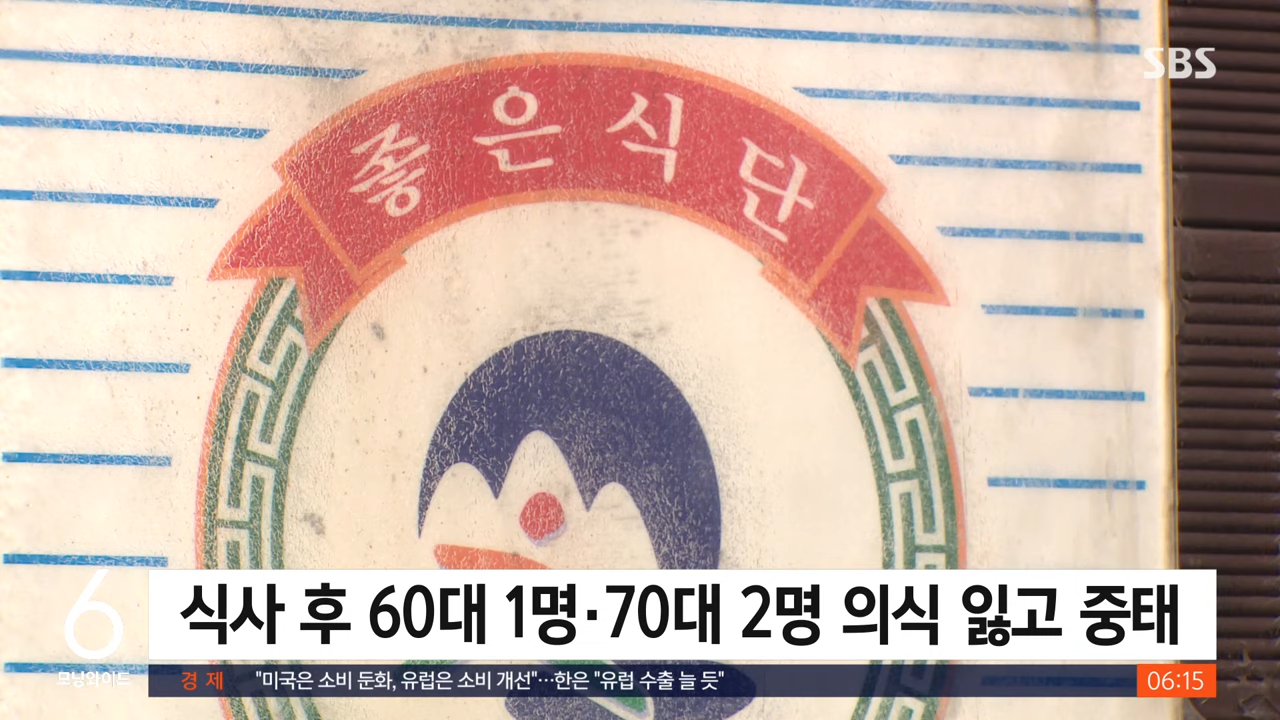 SBS
좋은식단
식사 후 60대 1명·70대 2명 의식 잃고 중태
6
모닝와이드
경제 "미국은 소비 둔화, 유럽은 소비 개선"…한은 "유럽 수출 늘 듯"
06:15